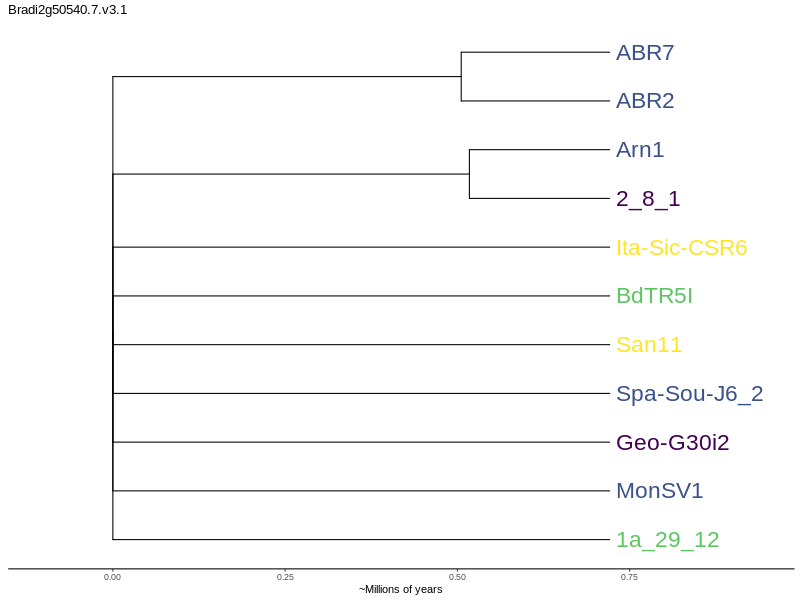 Bradi2g50540.7.v3.1
ABR7
ABR2
Arn1
2_8_1
Ita-Sic-CSR6
BdTR5I
San11
Spa-Sou-J6_2
Geo-G30i2
MonSV1
1a_29_12
0.00 0.25 0.50 0.75
~Millions of years